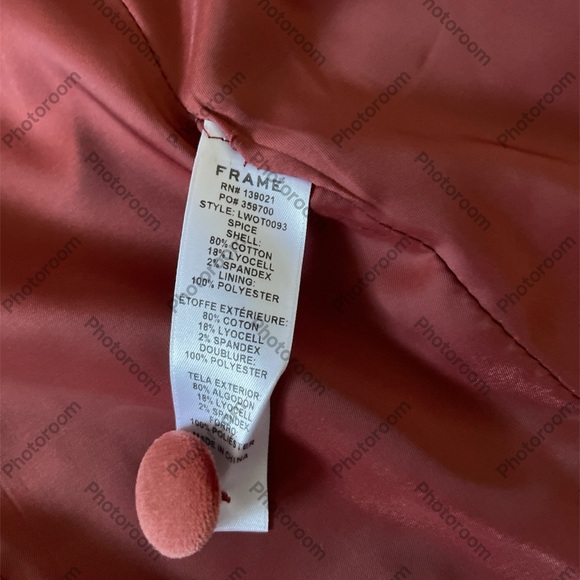 FRAME
RN# 139021
PO# 359700
STYLE: LWOT0093
SPICE
SHELL:
80% COTTON
18% LYOCELL
2% SPANDEX
LINING:
100% POLYESTER
ÉTOFFE EXTÉRIEURE:
80% COTON
18% LYOCELL
2% SPANDEX
DOUBLURE:
100% POLYESTER
TELA EXTERIOR:
80% ALGODÓN
18% LYOCELL
2% SPANDEX
FORRO:
100% POLIÉSTER
MADE IN CHINA
Photoroom